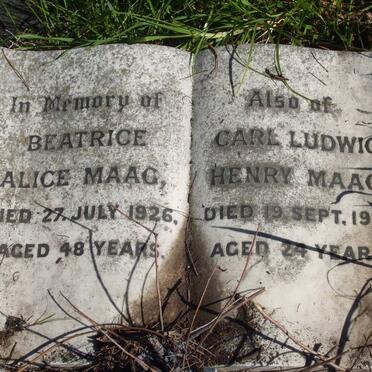 In Memory of
BEATRICE
ALICE MAAG,
DIED 27 JULY 1926,
AGED 48 YEARS.
Also of
CARL LUDWIG
HENRY MAAG
DIED 19 SEPT. 19
AGED 24 YEAR